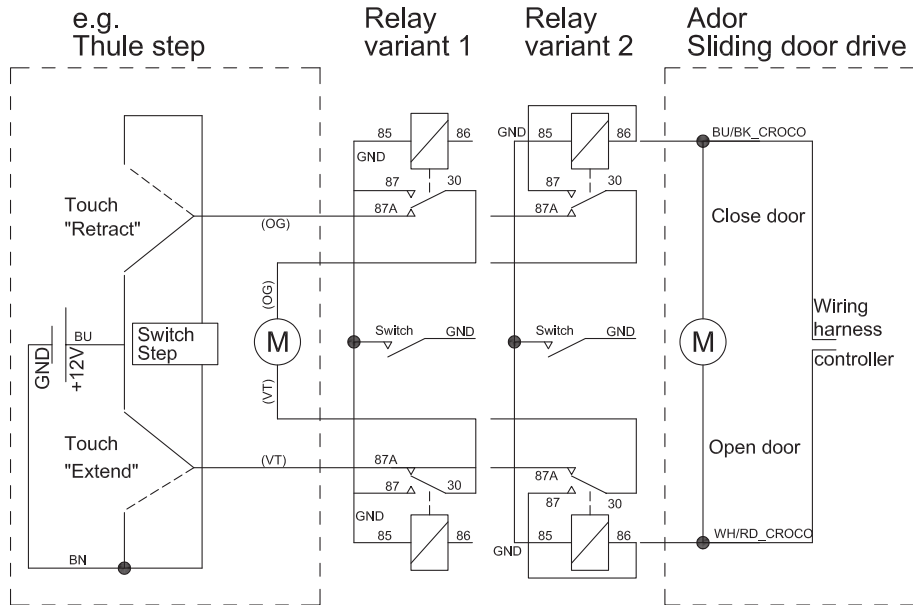 e.g.
Thule step
Relay
variant 1
Relay
variant 2
Ador
Sliding door drive
85
86
GND
87
30
87A
GND
85
86
87
30
87A
BU/BK_CROCO
Touch
"Retract"
(OG)
Close door
(OG)
GND
BU
+12V
Switch
Step
M
Switch
GND
Switch
GND
M
Wiring
harness
controller
(VT)
Touch
"Extend"
(VT)
87A
87
30
GND
85
86
87A
87
30
GND
85
86
Open door
WH/RD_CROCO
BN